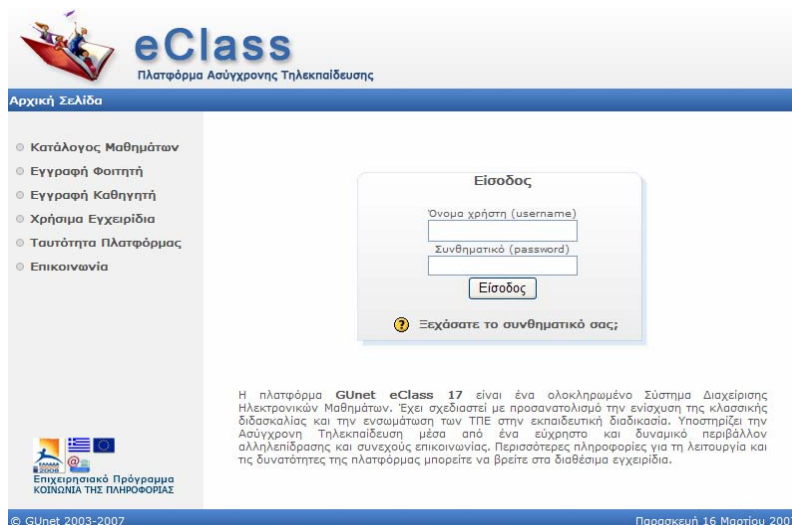 eClass
Πλατφόρμα Ασύγχρονης Τηλεκπαίδευσης
Αρχική Σελίδα
Κατάλογος Μαθημάτων
Εγγραφή Φοιτητή
Εγγραφή Καθηγητή
Χρήσιμα Εγχειρίδια
Ταυτότητα Πλατφόρμας
Επικοινωνία
Είσοδος
Όνομα χρήστη (username)
Συνθηματικό (password)
Είσοδος
? Ξεχάσατε το συνθηματικό σας;
Η πλατφόρμα GUnet eClass 17 είναι ένα ολοκληρωμένο Σύστημα Διαχείρισης
Ηλεκτρονικών Μαθημάτων. Έχει σχεδιαστεί με προσανατολισμό την ενίσχυση της κλασσικής
διδασκαλίας και την ενσωμάτωση των ΤΠΕ στην εκπαιδευτική διαδικασία. Υποστηρίζει την
Ασύγχρονη Τηλεκπαίδευση μέσα από ένα εύχρηστο και δυναμικό περιβάλλον
αλληλεπίδρασης και συνεχούς επικοινωνίας. Περισσότερες πληροφορίες για τη λειτουργία και
τις δυνατότητες της πλατφόρμας μπορείτε να βρείτε στα διαθέσιμα εγχειρίδια.
Επιχειρησιακό Πρόγραμμα
ΚΟΙΝΩΝΙΑ ΤΗΣ ΠΛΗΡΟΦΟΡΙΑΣ
© GUnet 2003-2007
Παρασκευή 16 Μαρτίου 2007